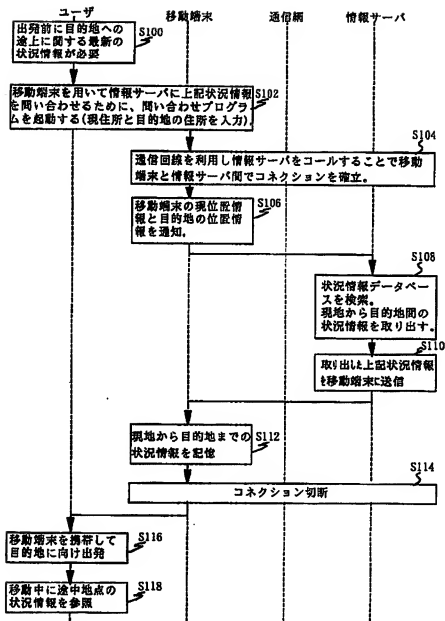 ユーザ 移動端末 通信網 情報サーバ
S100
出発前に目的地への
途上に関する最新の
状況情報が必要
S102
移動端末を用いて情報サーバに上記状況情報
を問い合わせるために、問い合わせプログラ
ムを起動する(現住所と目的地の住所を入力)。
S104
通信回線を利用し情報サーバをコールすることで移動
端末と情報サーバ間でコネクションを確立。
S106
移動端末の現位置情
報と目的地の位置情
報を通知。
S108
状況情報データベー
スを検索。
現地から目的地間の
状況情報を取り出す。
S110
取り出した上記状況情報
を移動端末に送信
S112
現地から目的地までの
状況情報を記憶
S114
コネクション切断
S116
移動端末を携帯して
目的地に向け出発
S118
移動中に途中地点の
状況情報を参照